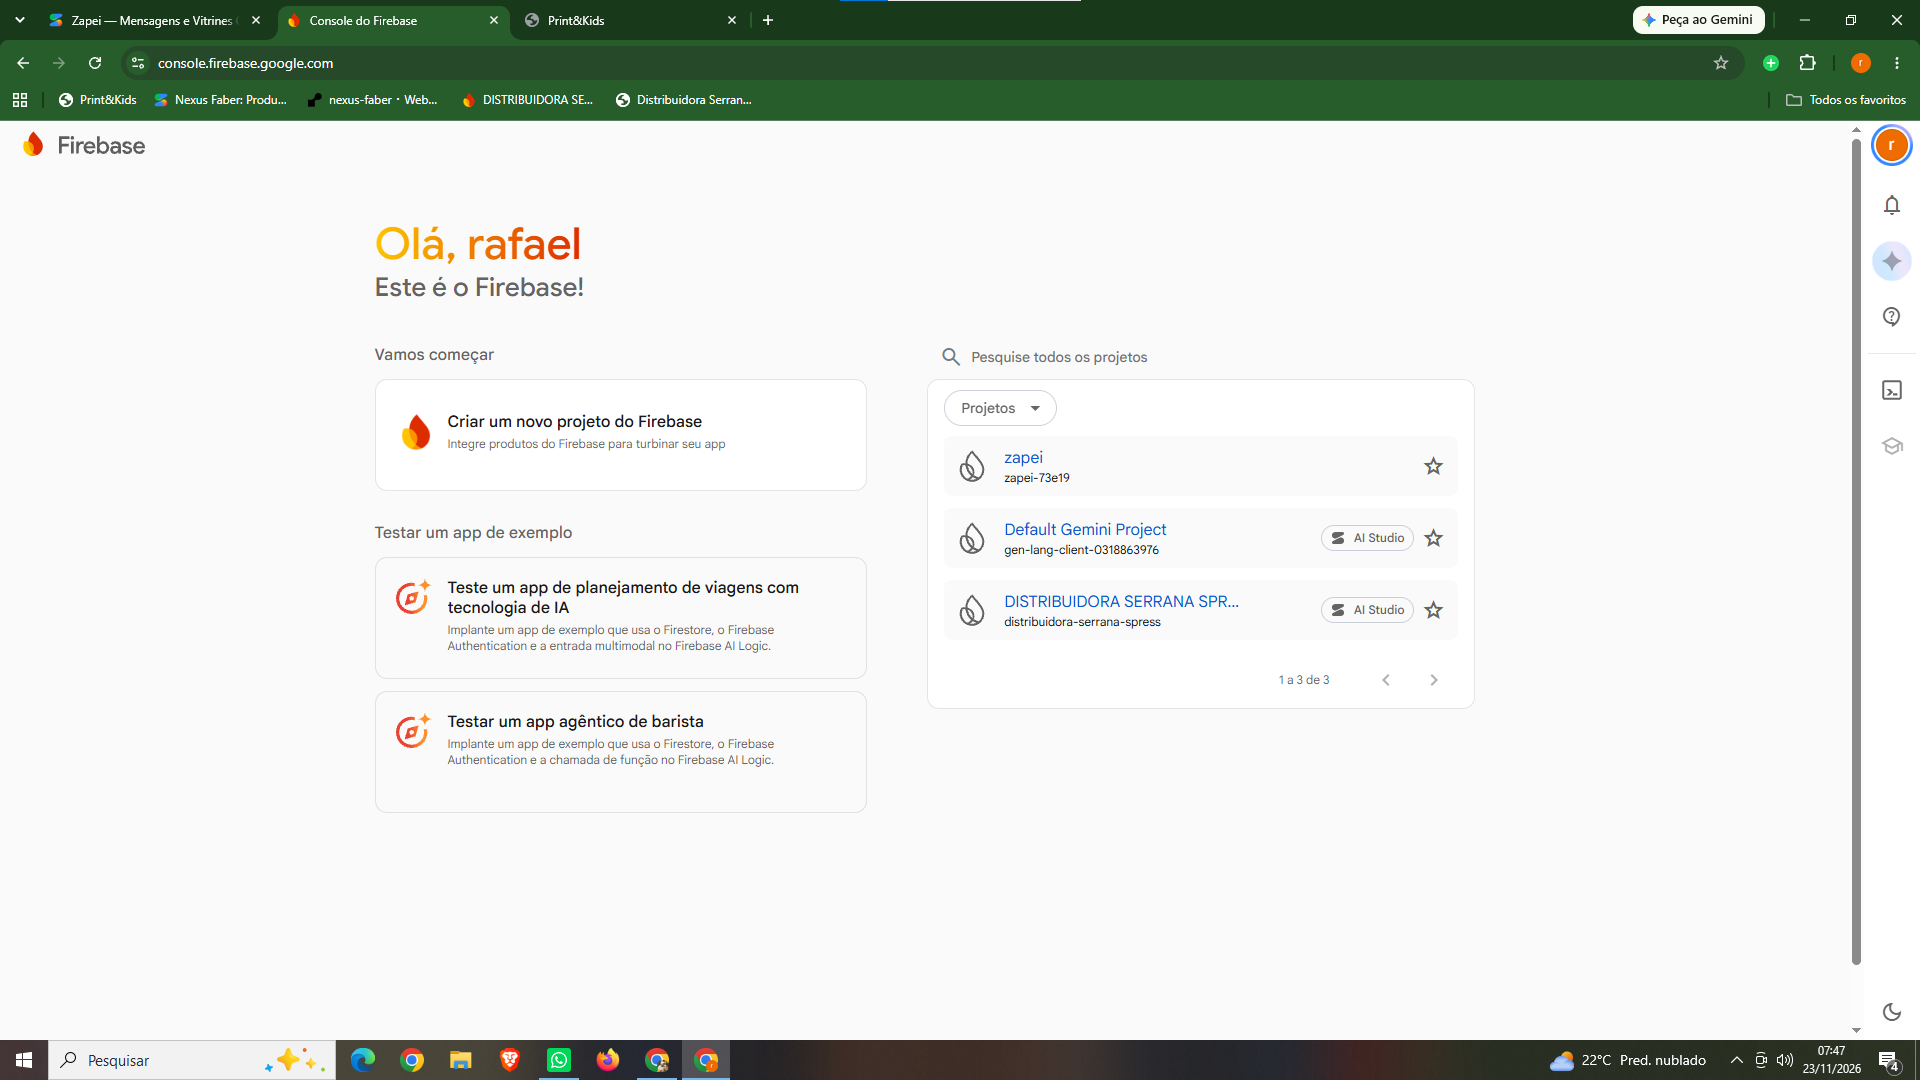 Zapei — Mensagens e Vitrines
Console do Firebase
Print&Kids
Peça ao Gemini
console.firebase.google.com
r
Print&Kids
Nexus Faber: Produ...
nexus-faber · Web...
DISTRIBUIDORA SE...
Distribuidora Serran...
Todos os favoritos
Firebase
r
Olá, rafael
Este é o Firebase!
Vamos começar
Criar um novo projeto do Firebase
Integre produtos do Firebase para turbinar seu app
Testar um app de exemplo
Teste um app de planejamento de viagens com
tecnologia de IA
Implante um app de exemplo que usa o Firestore, o Firebase
Authentication e a entrada multimodal no Firebase AI Logic.
Testar um app agêntico de barista
Implante um app de exemplo que usa o Firestore, o Firebase
Authentication e a chamada de função no Firebase AI Logic.
Pesquise todos os projetos
Projetos
zapei
zapei-73e19
Default Gemini Project
gen-lang-client-0318863976
AI Studio
DISTRIBUIDORA SERRANA SPR...
distribuidora-serrana-spress
AI Studio
1 a 3 de 3
Pesquisar
22°C Pred. nublado
07:47
23/11/2026
4